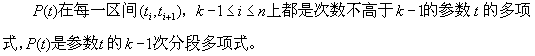 P(t)在每一区间(t_i,t_{i+1})，k−1≤i≤n上都是次数不高于k−1的参数 t 的多项
式，P(t)是参数t 的k−1次分段多项式。